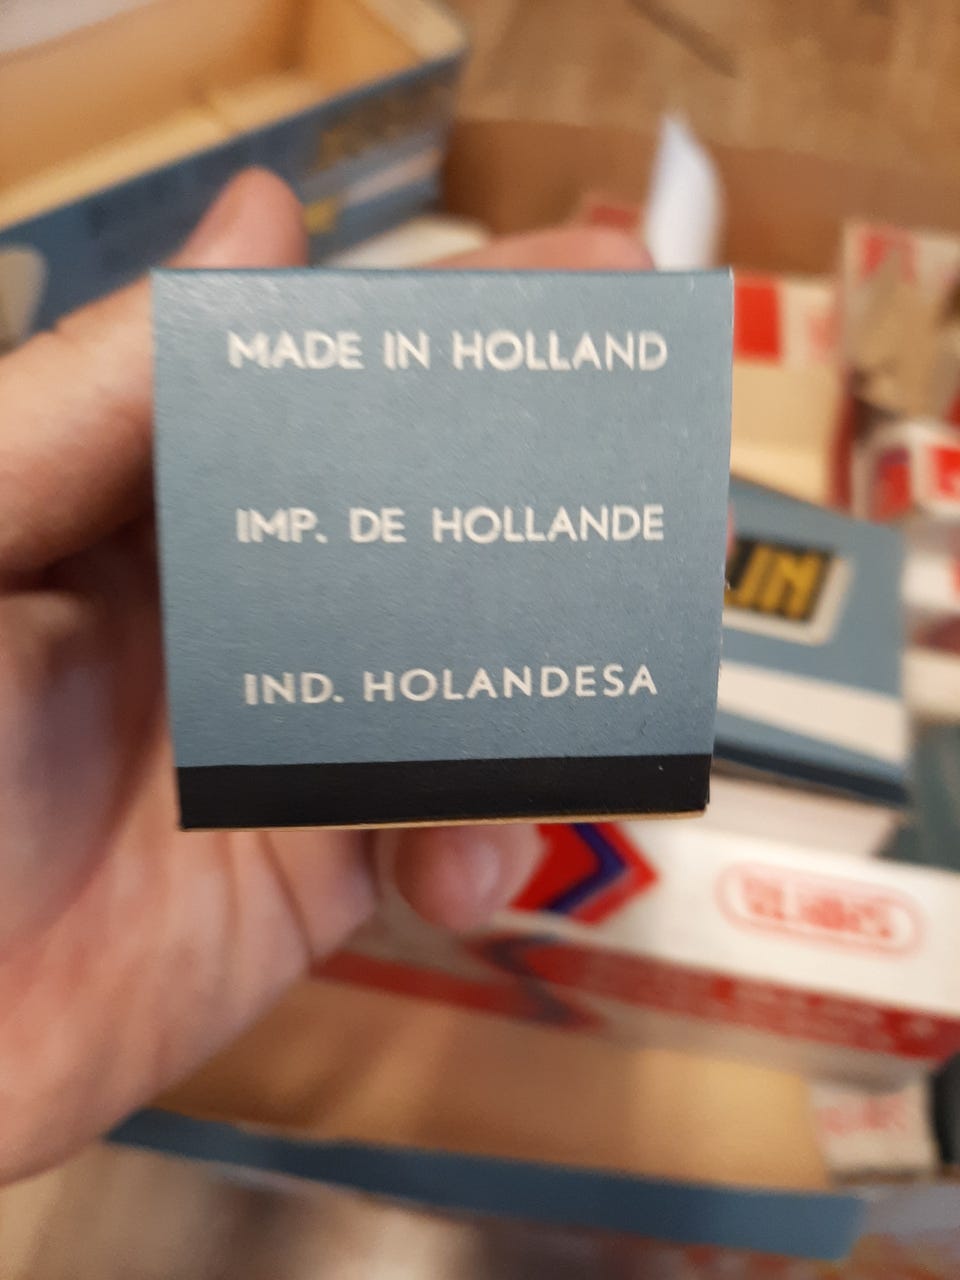 MADE IN HOLLAND
IMP. DE HOLLANDE
IND. HOLANDESA